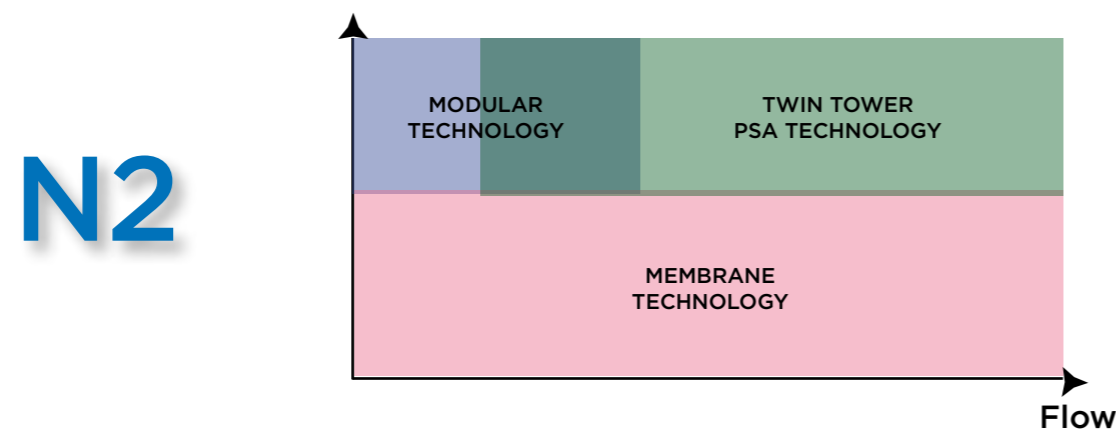 N2
MODULAR
TECHNOLOGY
TWIN TOWER
PSA TECHNOLOGY
MEMBRANE
TECHNOLOGY
Flow